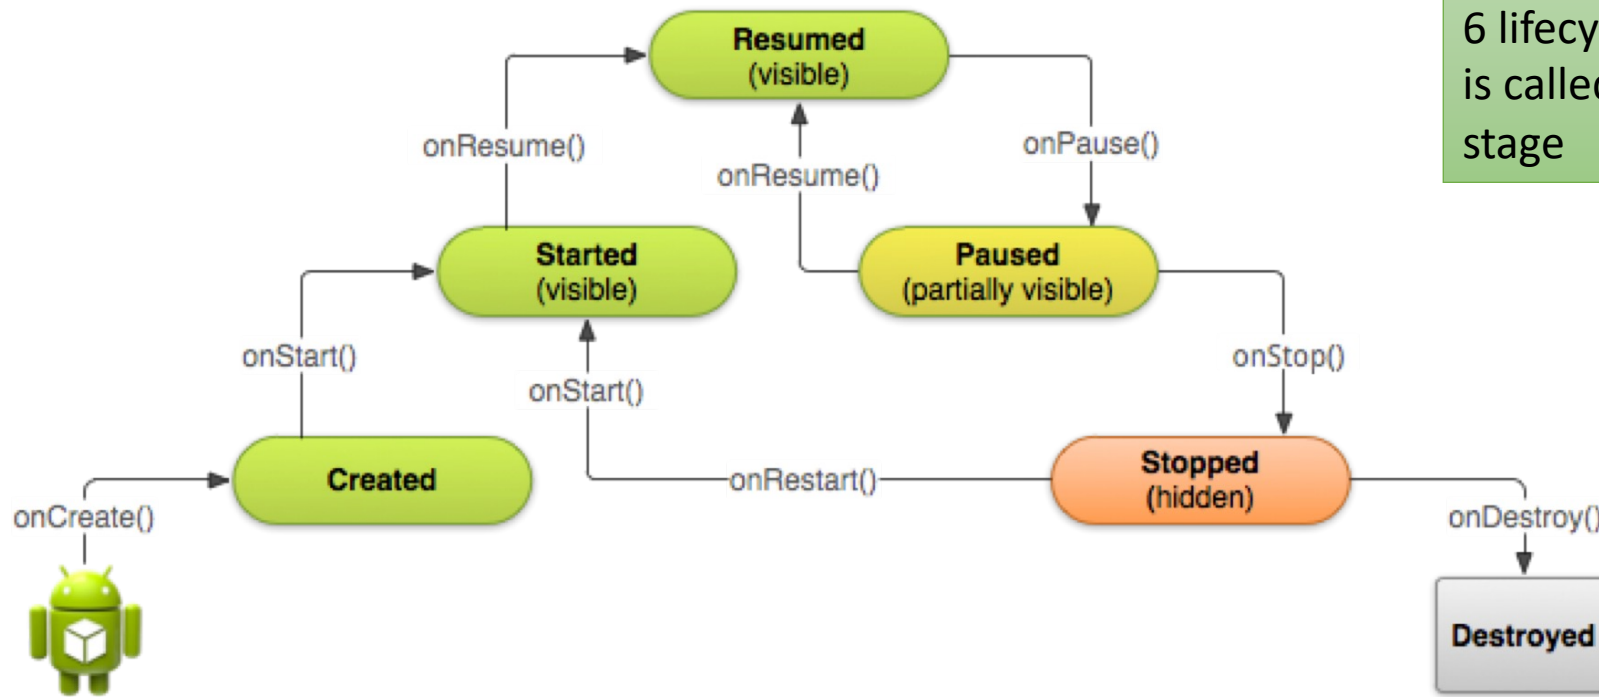 6 lifecy
is called
stage
Resumed
(visible)
onResume()
onPause()
onResume()
Started
(visible)
Paused
(partially visible)
onStart()
onStart()
onStop()
Created
onRestart()
Stopped
(hidden)
onCreate()
onDestroy()
Destroyed